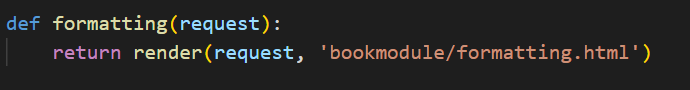 def formatting(request):
    return render(request, 'bookmodule/formatting.html')